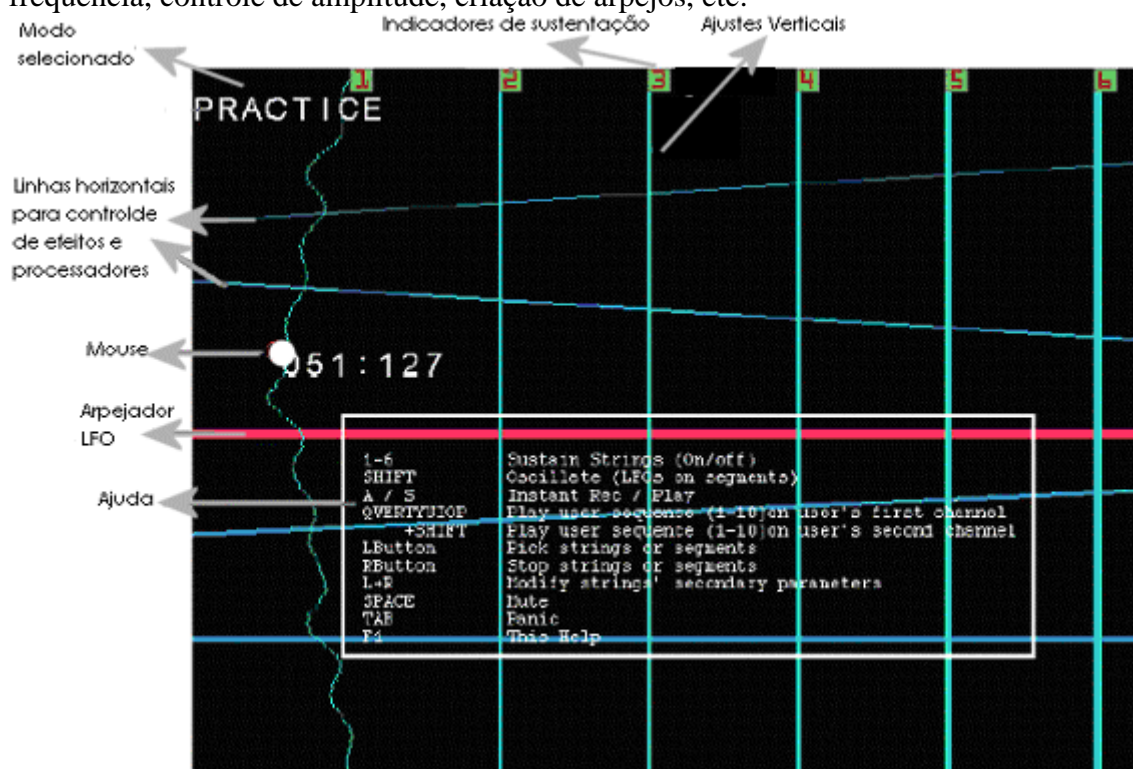 frequência, controle de amplitude, criação de arpejos, etc.
Indicadores de sustentação
Ajustes Verticais
Modo
selecionado
1 2 3 4 5 6
PRACTICE
Linhas horizontais
para controlde
de efeitos e
processadores
Mouse
051:127
Arpejador
LFO
Ajuda
1-6 Sustain Strings (On/off)
SHIFT Oscillate (LFOs on segments)
A / S Instant Rec / Play
QWERTYUIOP Play user sequence (1-10)on user's first channel
+SHIFT Play user sequence (1-10)on user's second channel
LButton Pick strings or segments
RButton Stop strings or segments
L+R Modify strings' secondary parameters
SPACE Mute
TAB Panic
F1 This Help